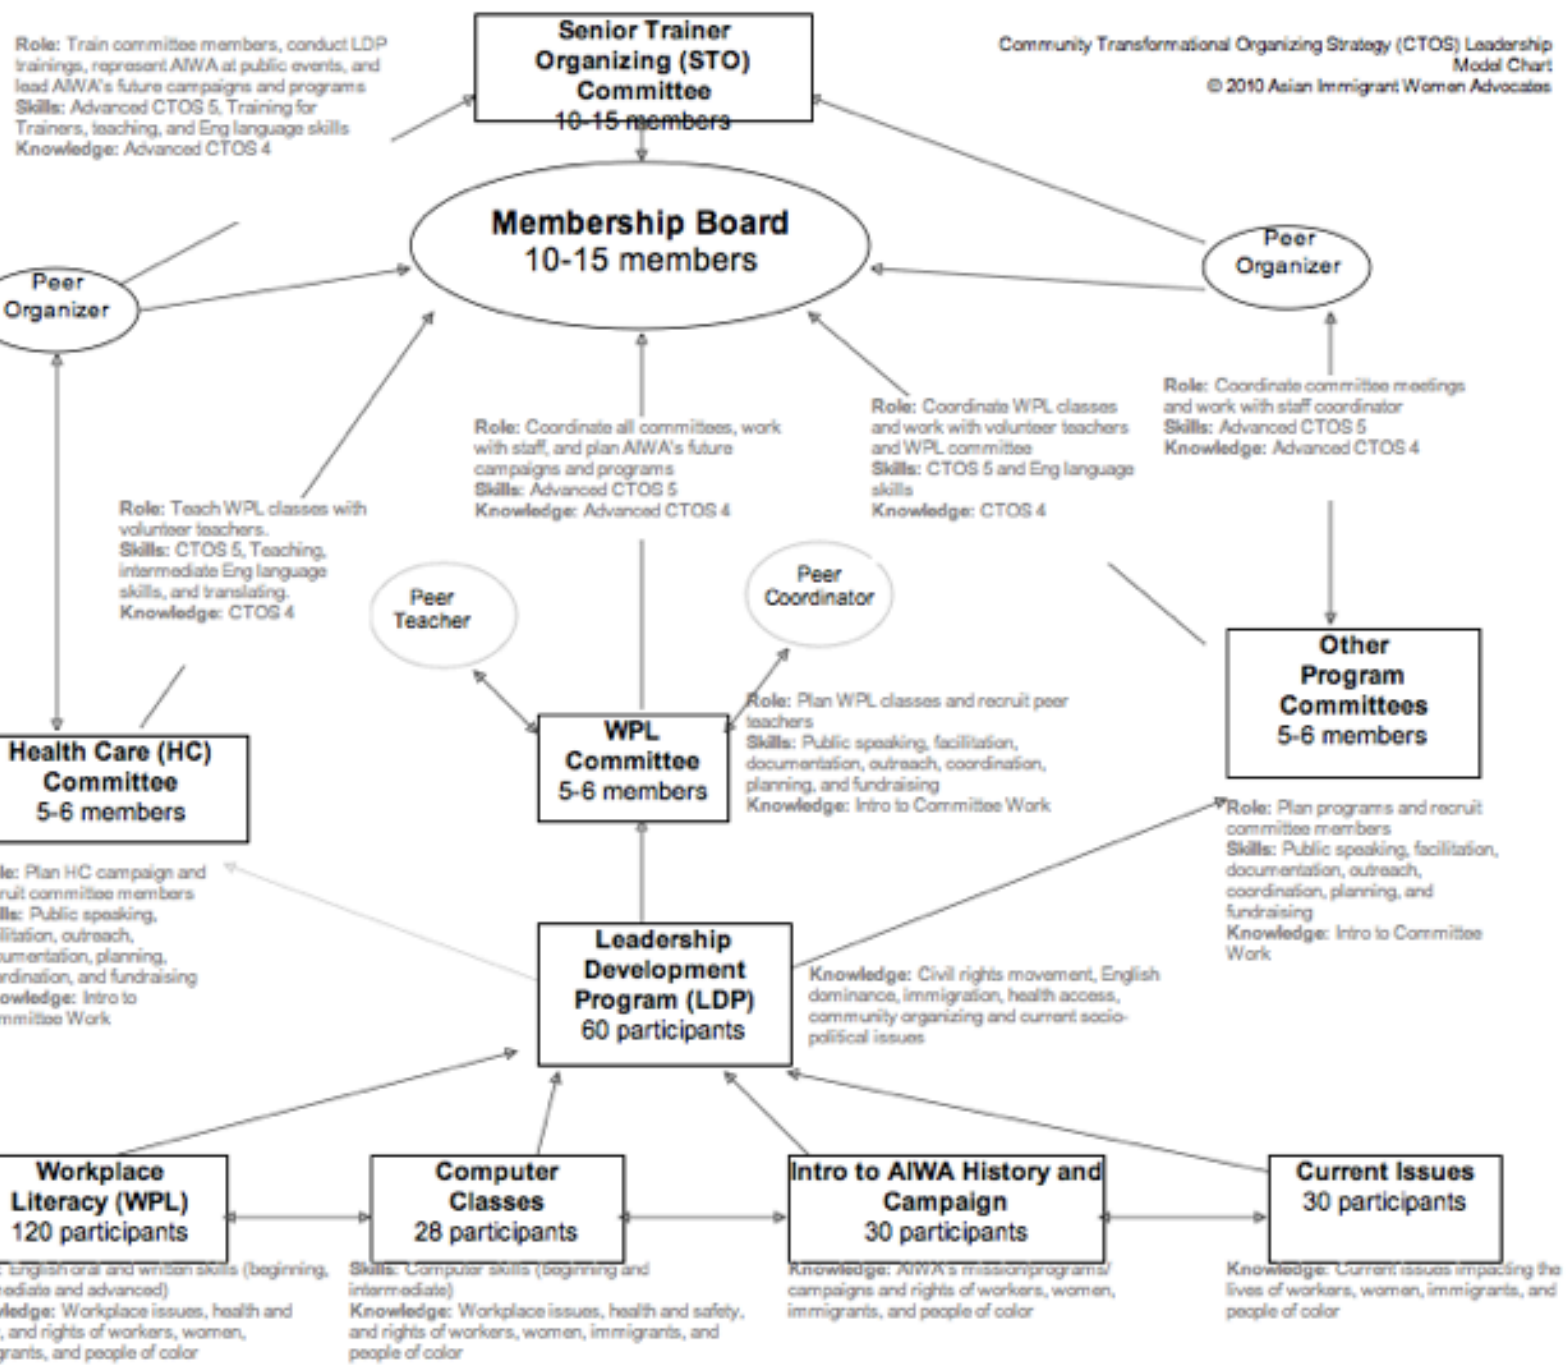 Role: Train committee members, conduct LDP
trainings, represent AIWA at public events, and
lead AIWA's future campaigns and programs
Skills: Advanced CTOS 5, Training for
Trainers, teaching, and Eng language skills
Knowledge: Advanced CTOS 4
Senior Trainer
Organizing (STO)
Committee
10-15 members
Community Transformational Organizing Strategy (CTOS) Leadership
Model Chart
© 2010 Asian Immigrant Women Advocates
Membership Board
10-15 members
Peer
Organizer
Peer
Organizer
Role: Teach WPL classes with
volunteer teachers.
Skills: CTOS 5, Teaching,
intermediate Eng language
skills, and translating.
Knowledge: CTOS 4
Role: Coordinate all committees, work
with staff, and plan AIWA's future
campaigns and programs
Skills: Advanced CTOS 5
Knowledge: Advanced CTOS 4
Role: Coordinate WPL classes
and work with volunteer teachers
and WPL committee
Skills: CTOS 5 and Eng language
skills
Knowledge: CTOS 4
Role: Coordinate committee meetings
and work with staff coordinator
Skills: Advanced CTOS 5
Knowledge: Advanced CTOS 4
Peer
Teacher
Peer
Coordinator
Health Care (HC)
Committee
5-6 members
WPL
Committee
5-6 members
Role: Plan WPL classes and recruit peer
teachers
Skills: Public speaking, facilitation,
documentation, outreach, coordination,
planning, and fundraising
Knowledge: Intro to Committee Work
Other
Program
Committees
5-6 members
le: Plan HC campaign and
ruit committee members
lls: Public speaking,
ilitation, outreach,
cumentation, planning,
ordination, and fundraising
owledge: Intro to
mmittee Work
Role: Plan programs and recruit
committee members
Skills: Public speaking, facilitation,
documentation, outreach,
coordination, planning, and
fundraising
Knowledge: Intro to Committee
Work
Leadership
Development
Program (LDP)
60 participants
Knowledge: Civil rights movement, English
dominance, immigration, health access,
community organizing and current socio-
political issues
Workplace
Literacy (WPL)
120 participants
Computer
Classes
28 participants
Intro to AIWA History and
Campaign
30 participants
Current Issues
30 participants
: English oral and written skills (beginning,
ediate and advanced)
ledge: Workplace issues, health and
, and rights of workers, women,
grants, and people of color
Skills: Computer skills (beginning and
intermediate)
Knowledge: Workplace issues, health and safety,
and rights of workers, women, immigrants, and
people of color
Knowledge: AIWA's mission/programs/
campaigns and rights of workers, women,
immigrants, and people of color
Knowledge: Current issues impacting the
lives of workers, women, immigrants, and
people of color